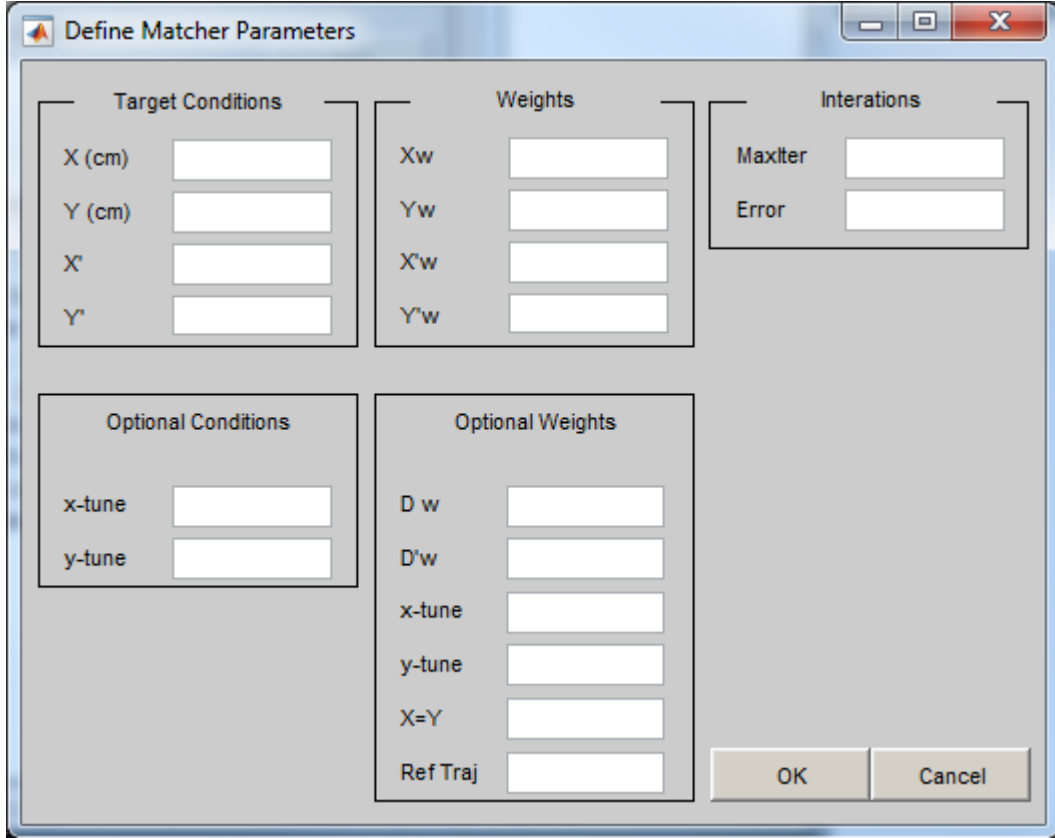 Define Matcher Parameters
Target Conditions
X (cm)
Y (cm)
X'
Y'
Weights
Xw
Yw
X'w
Y'w
Interations
MaxIter
Error
Optional Conditions
x-tune
y-tune
Optional Weights
D w
D'w
x-tune
y-tune
X=Y
Ref Traj
OK
Cancel